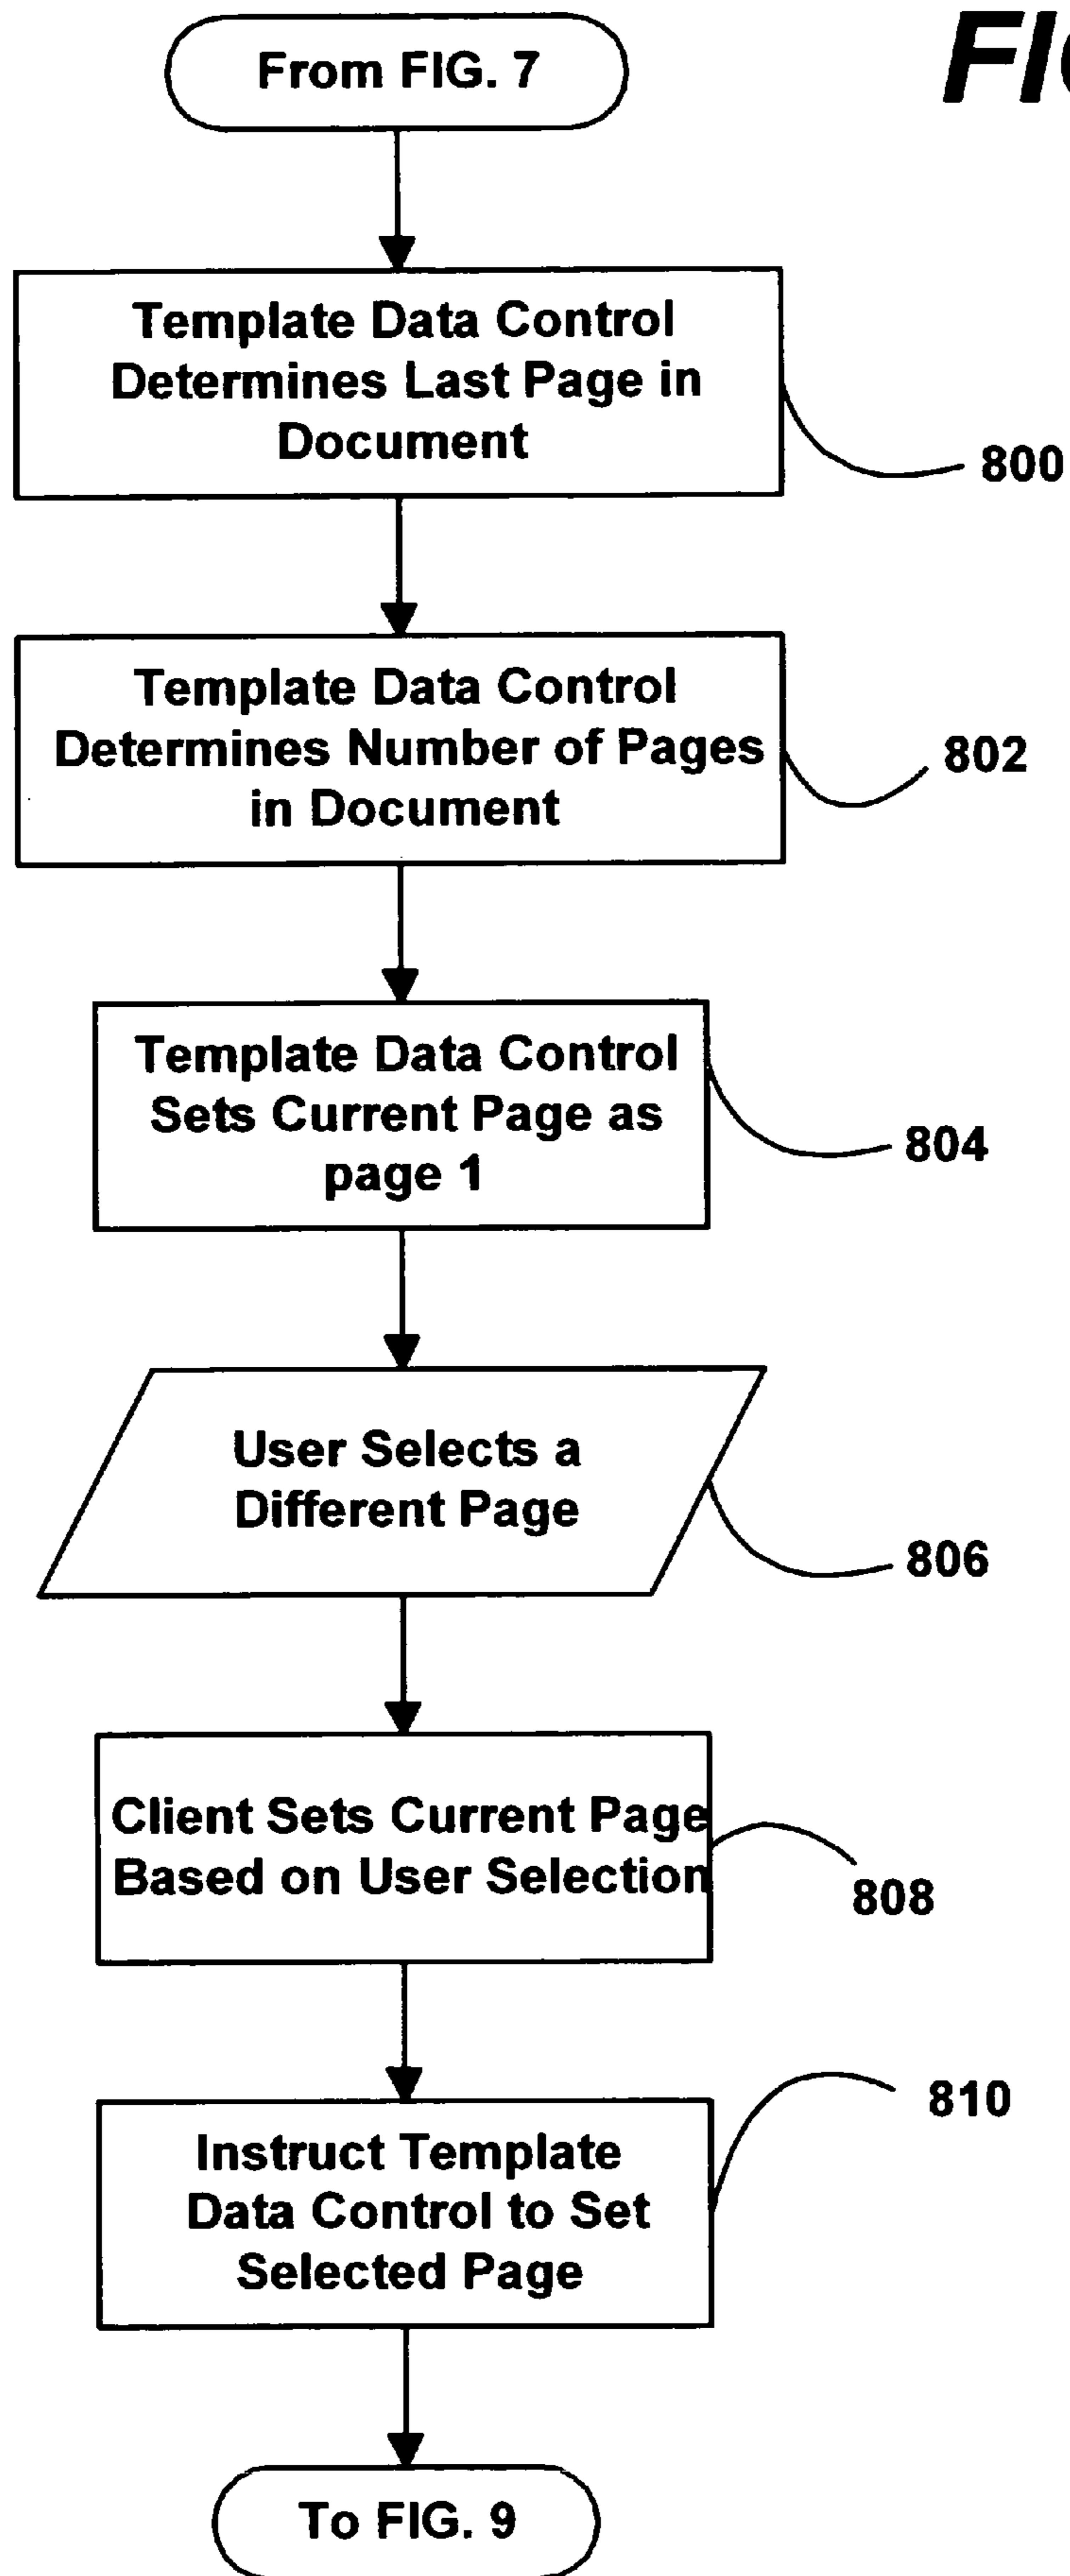 From FIG. 7
Template Data Control
Determines Last Page in
Document
800
Template Data Control
Determines Number of Pages
in Document
802
Template Data Control
Sets Current Page as
page 1
804
User Selects a
Different Page
806
Client Sets Current Page
Based on User Selection
808
810
Instruct Template
Data Control to Set
Selected Page
To FIG. 9